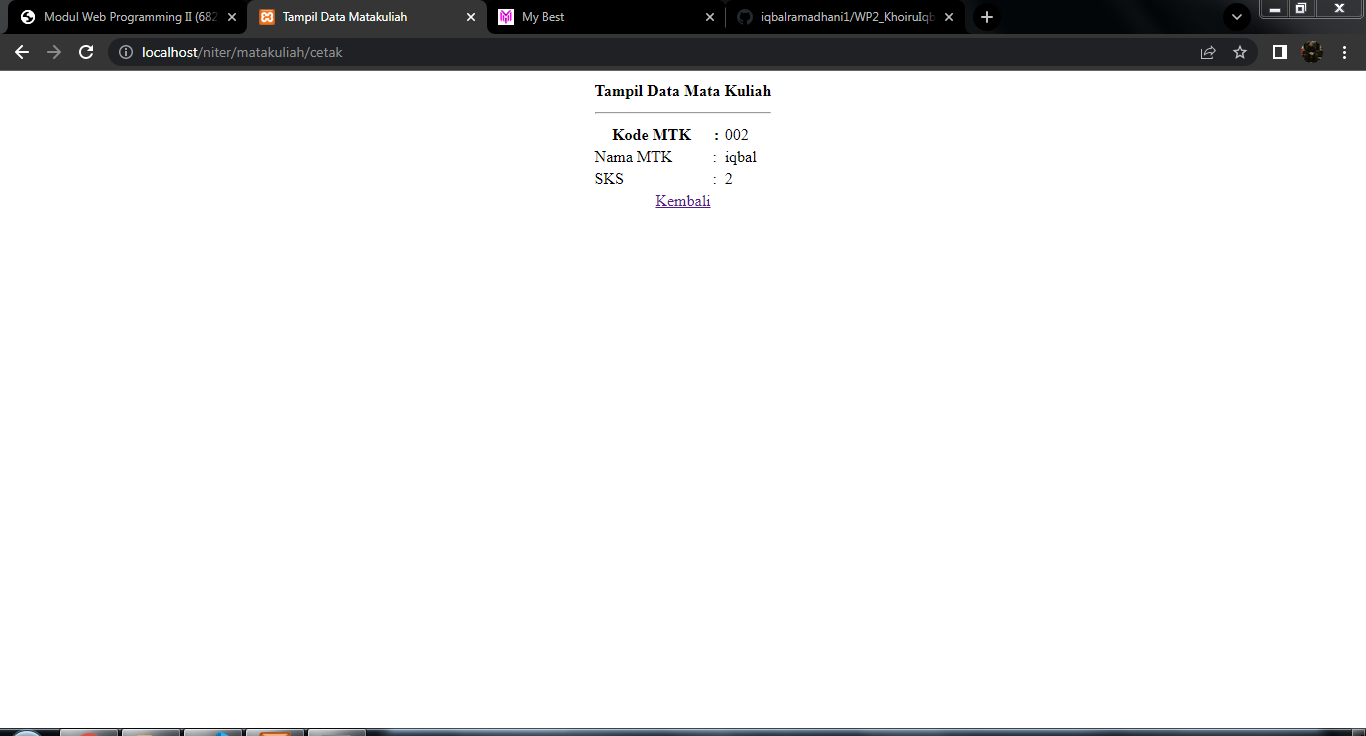 Modul Web Programming II (682
Tampil Data Matakuliah
My Best
iqbalramadhani1/WP2_KhoiruIqb
localhost/niter/matakuliah/cetak
Tampil Data Mata Kuliah
Kode MTK : 002
Nama MTK : iqbal
SKS : 2
Kembali